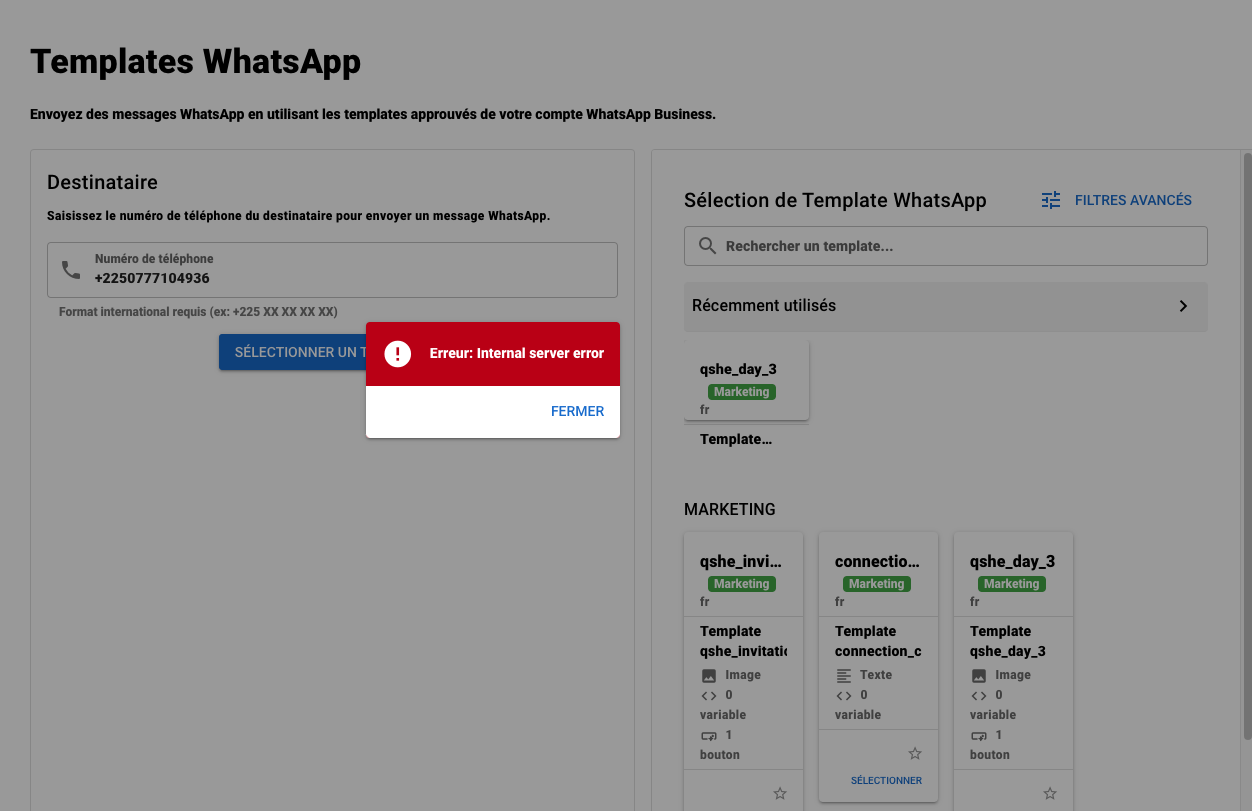 Templates WhatsApp
Envoyez des messages WhatsApp en utilisant les templates approuvés de votre compte WhatsApp Business.
Destinataire
Saisissez le numéro de téléphone du destinataire pour envoyer un message WhatsApp.
Numéro de téléphone
+2250777104936
Format international requis (ex: +225 XX XX XX XX)
SÉLECTIONNER UN T
Erreur: Internal server error
FERMER
Sélection de Template WhatsApp
FILTRES AVANCÉS
Rechercher un template...
Récemment utilisés
qshe_day_3
Marketing
fr
Template…
MARKETING
qshe_invi…
Marketing
fr
Template
qshe_invitatio
Image
0
variable
1
bouton
connectio…
Marketing
fr
Template
connection_c
Texte
0
variable
SÉLECTIONNER
qshe_day_3
Marketing
fr
Template
qshe_day_3
Image
0
variable
1
bouton